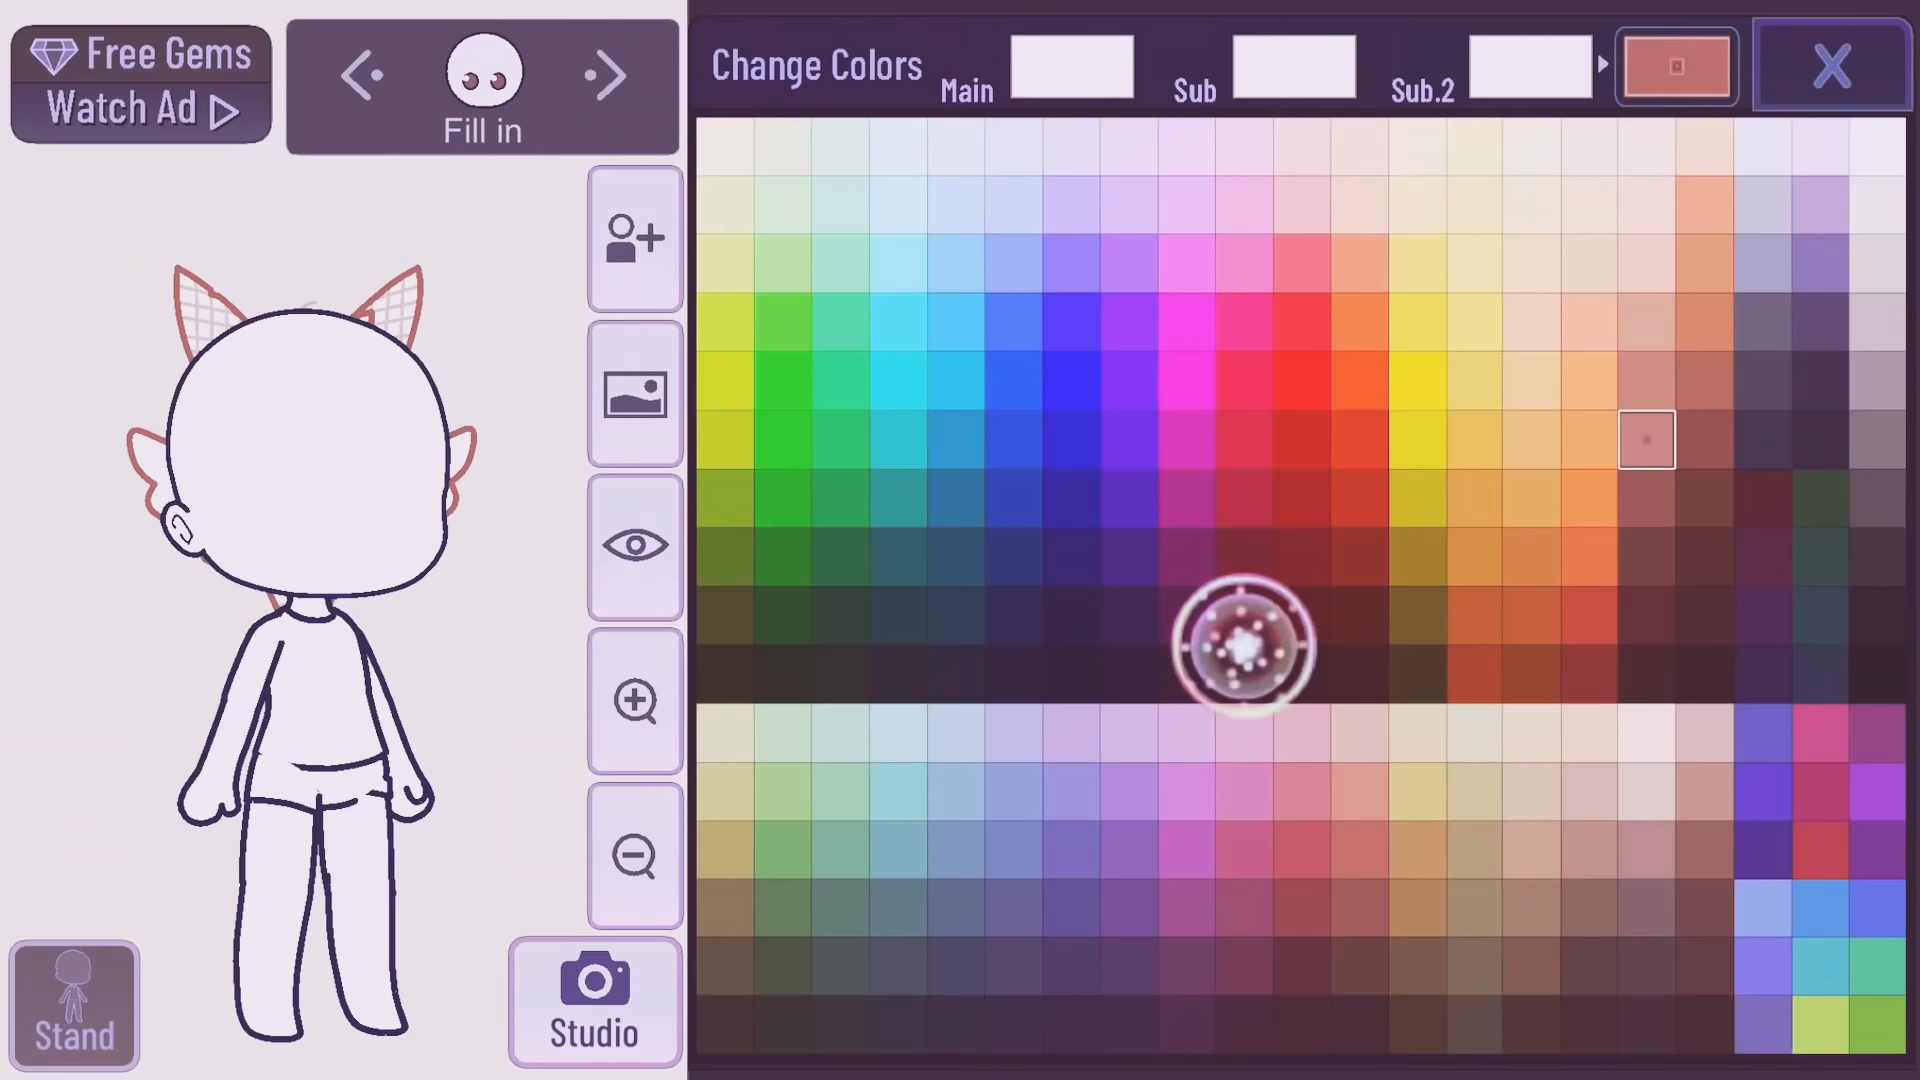 Free Gems
Watch Ad
Fill in
Change Colors
Main
Sub
Sub.2
X
Stand
Studio